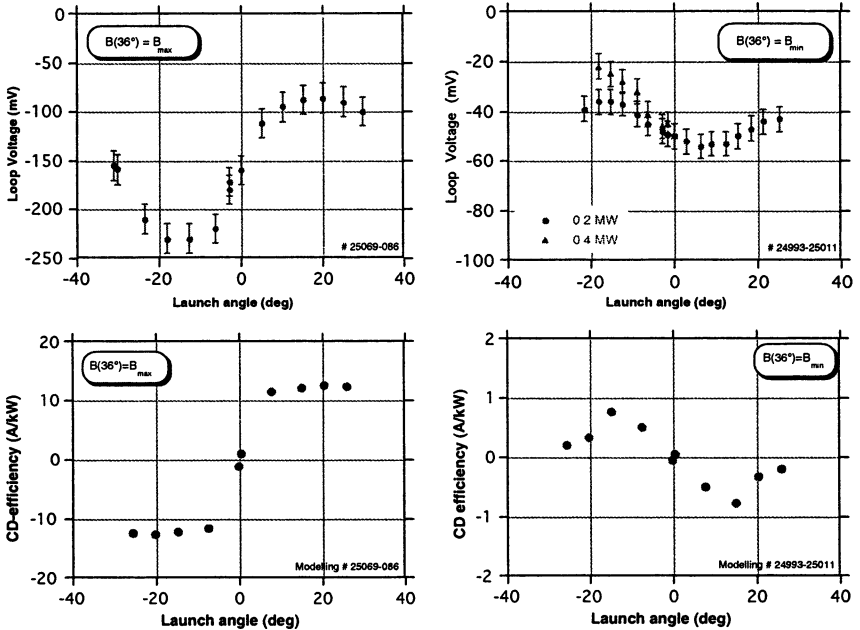 B(36°) = Bmax
0
-50
-100
-150
-200
-250
Loop Voltage (mV)
-40
-20
0
20
40
Launch angle (deg)
# 25069-086
B(36°) = Bmin
0
-20
-40
-60
-80
-100
Loop Voltage (mV)
0 2 MW
0 4 MW
-40
-20
0
20
40
Launch angle (deg)
# 24993-25011
B(36°)=Bmax
20
10
0
-10
-20
CD-efficiency (A/kW)
-40
-20
0
20
40
Launch angle (deg)
Modelling # 25069-086
B(36°)=Bmin
2
1
0
-1
-2
CD efficiency (A/kW)
-40
-20
0
20
40
Launch angle (deg)
Modelling # 24993-25011